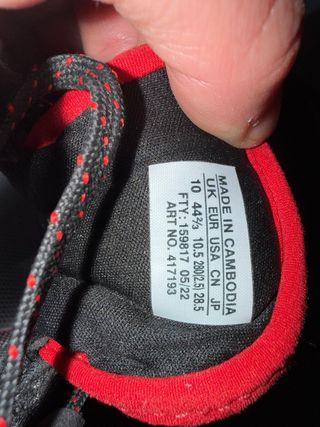 MADE IN CAMBODIA
UK EUR USA CN JP
10 44⅔ 10.5 280(2.5) 28.5
FTY: 159817 05/22
ART NO. 417193